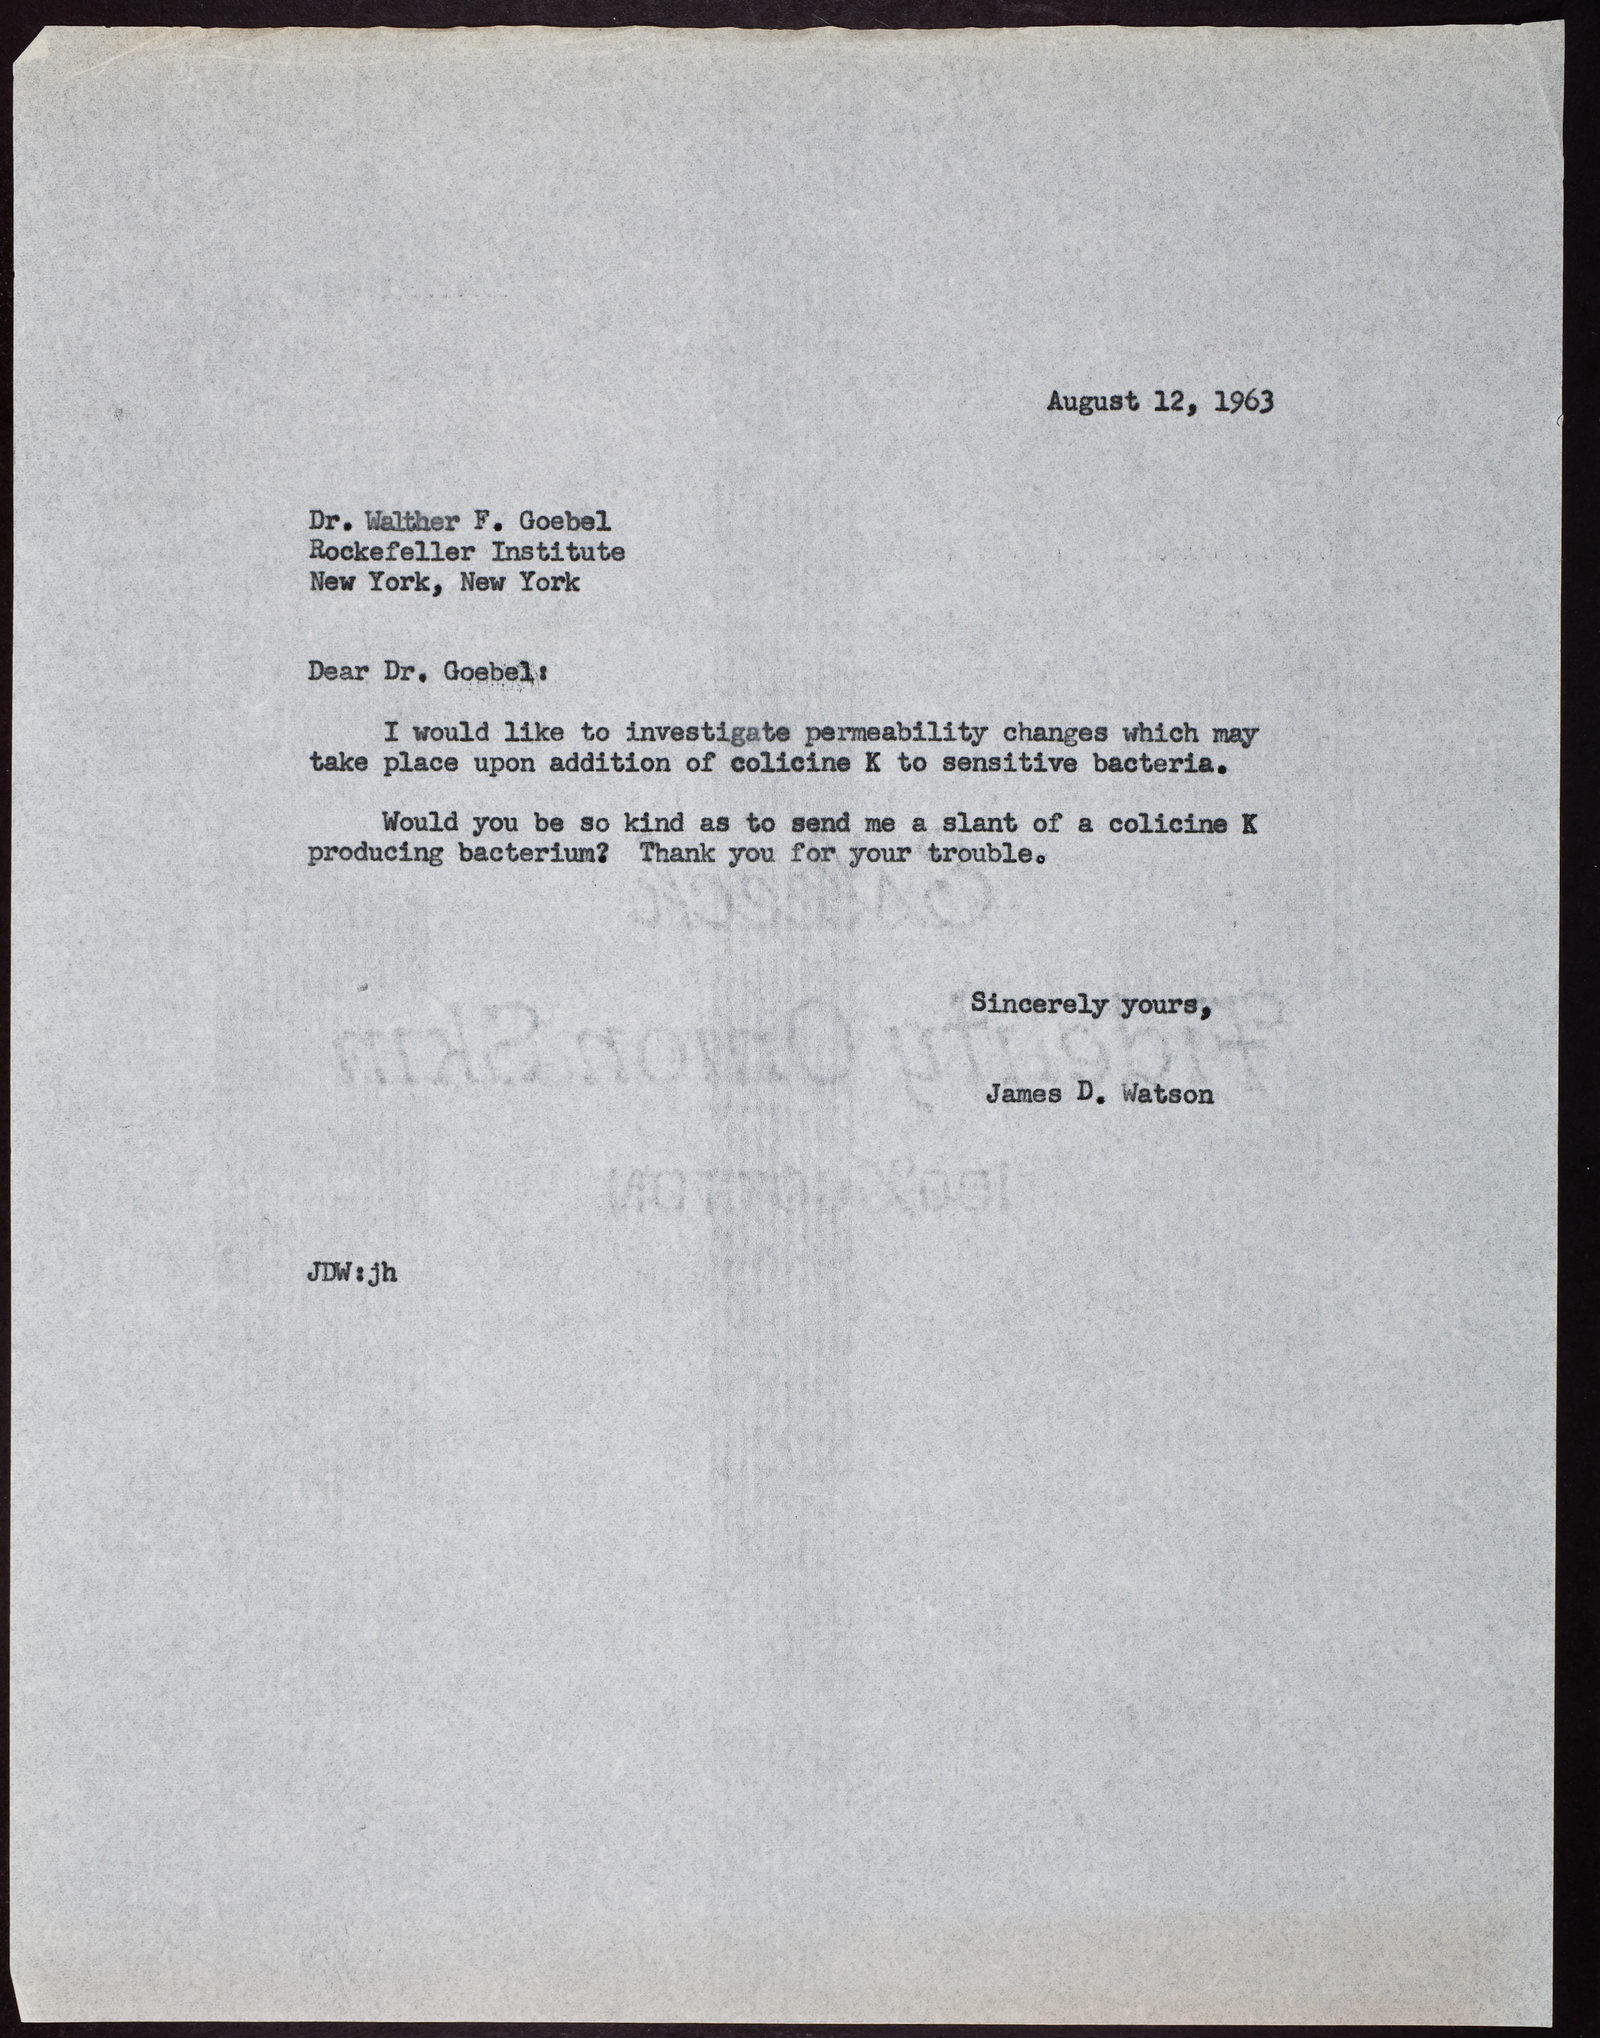 August 12, 1963
Dr. Walther F. Goebel
Rockefeller Institute
New York, New York
Dear Dr. Goebel:
I would like to investigate permeability changes which may
take place upon addition of colicine K to sensitive bacteria.
Would you be so kind as to send me a slant of a colicine K
producing bacterium? Thank you for your trouble.
Sincerely yours,
James D. Watson
JDW:jh
Onion Skin